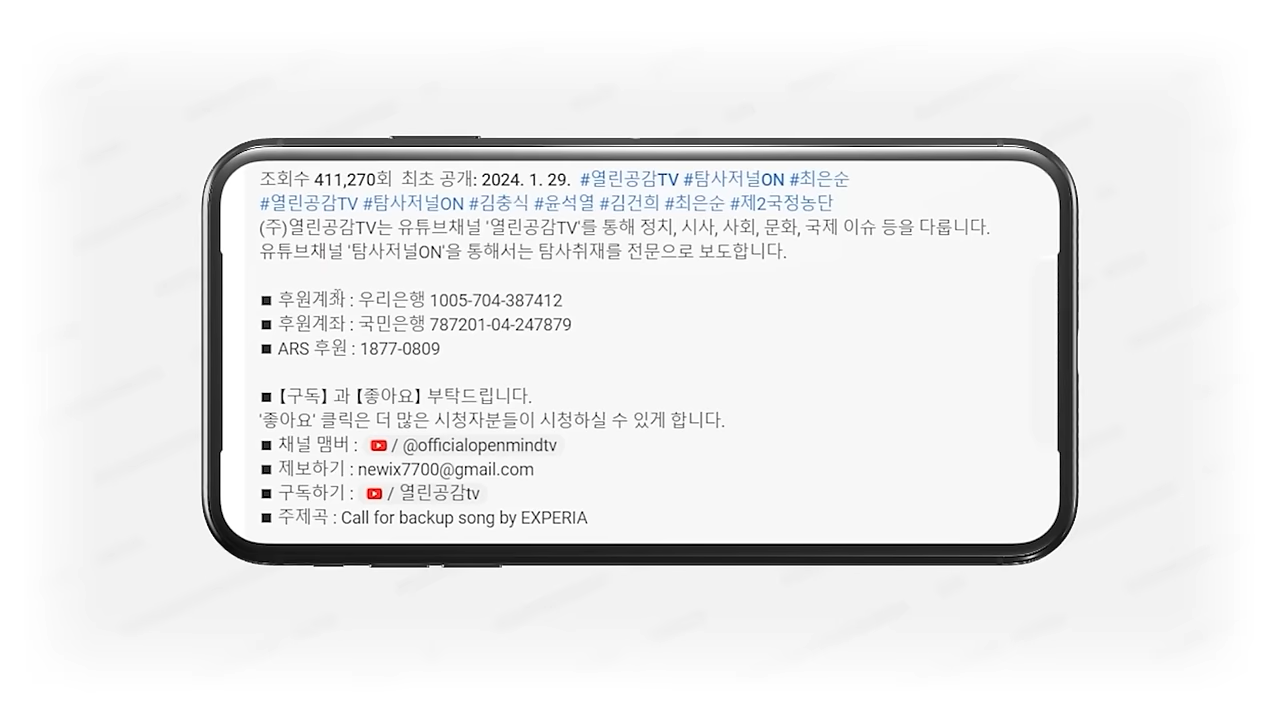 조회수 411,270회 최초 공개: 2024. 1. 29. #열린공감TV #탐사저널ON #최은순
#열린공감TV #탐사저널ON #김충식 #윤석열 #김건희 #최은순 #제2국정농단
(주)열린공감TV는 유튜브채널 '열린공감TV'를 통해 정치, 시사, 사회, 문화, 국제 이슈 등을 다룹니다.
유튜브채널 '탐사저널ON'을 통해서는 탐사취재를 전문으로 보도합니다.
■ 후원계좌 : 우리은행 1005-704-387412
■ 후원계좌 : 국민은행 787201-04-247879
■ ARS 후원 : 1877-0809
■【구독】과【좋아요】부탁드립니다.
'좋아요' 클릭은 더 많은 시청자분들이 시청하실 수 있게 합니다.
■ 채널 맴버 : / @officialopenmindtv
■ 제보하기 : newix7700@gmail.com
■ 구독하기 : / 열린공감tv
■ 주제곡 : Call for backup song by EXPERIA